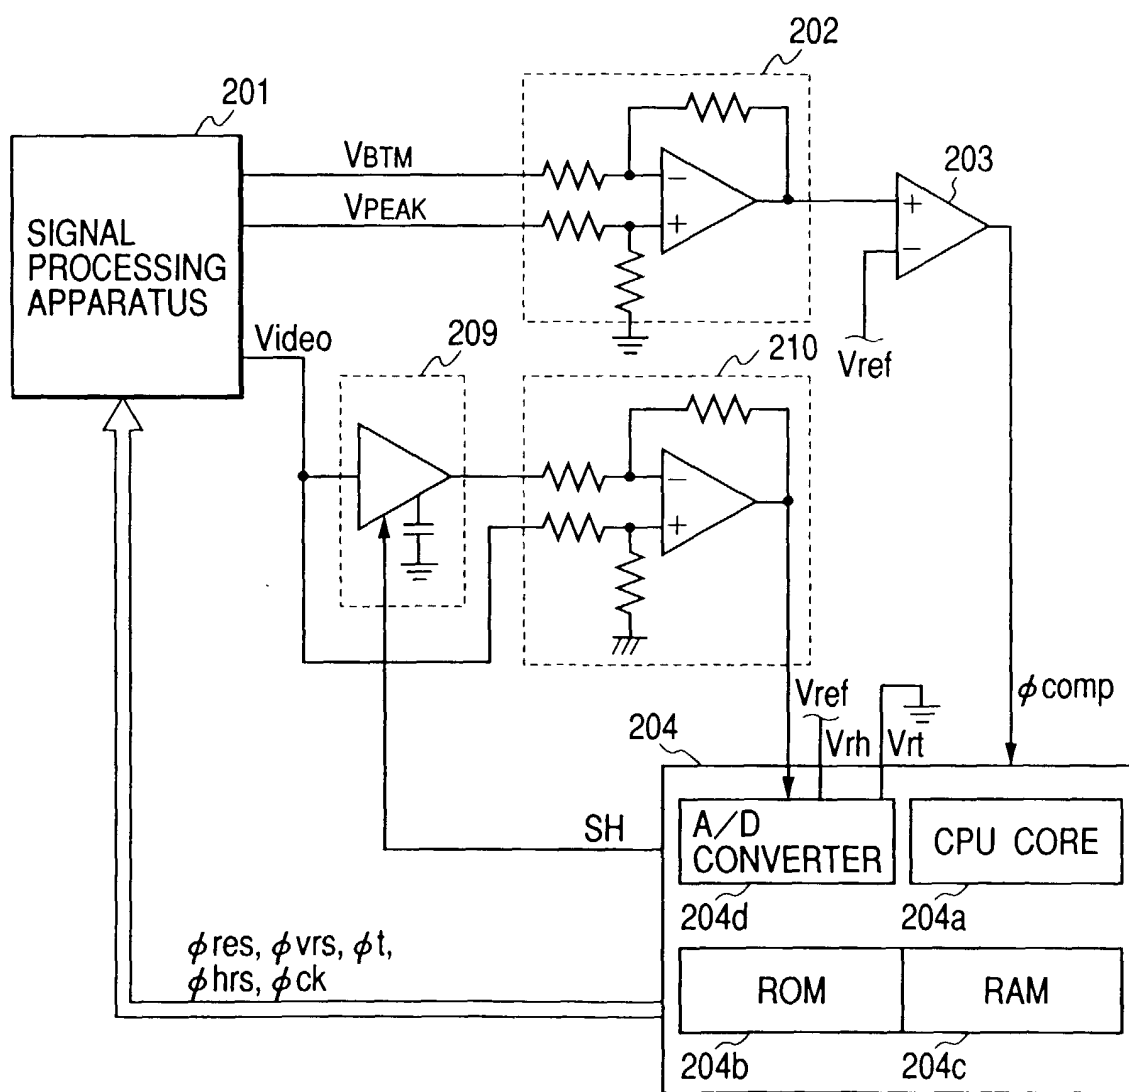 202
201
VBTM
203
VPEAK
−
+
+
−
SIGNAL
PROCESSING
APPARATUS
Video
209
210
Vref
−
+
Vref
φcomp
204
Vrh
Vrt
SH
A/D
CONVERTER
CPU CORE
204d
204a
φres, φvrs, φt,
φhrs, φck
ROM
RAM
204b
204c